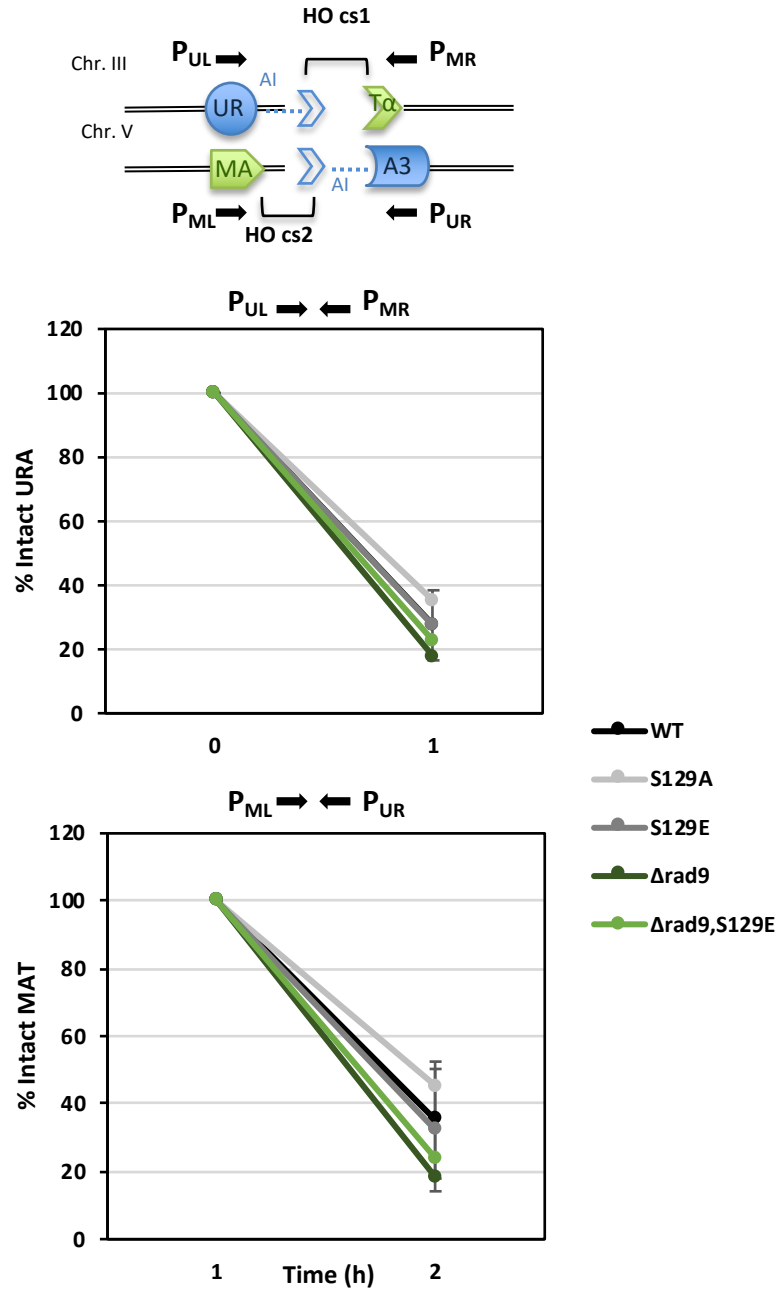 HO cs1
PUL PMR
Chr. III
AI
UR Tα
Chr. V
MA AI A3
PML PUR
HO cs2
PUL PMR
120
100
80
60
40
20
0
% Intact URA
0 1
WT
S129A
S129E
Δrad9
Δrad9,S129E
PML PUR
120
100
80
60
40
20
0
% Intact MAT
1 Time (h) 2